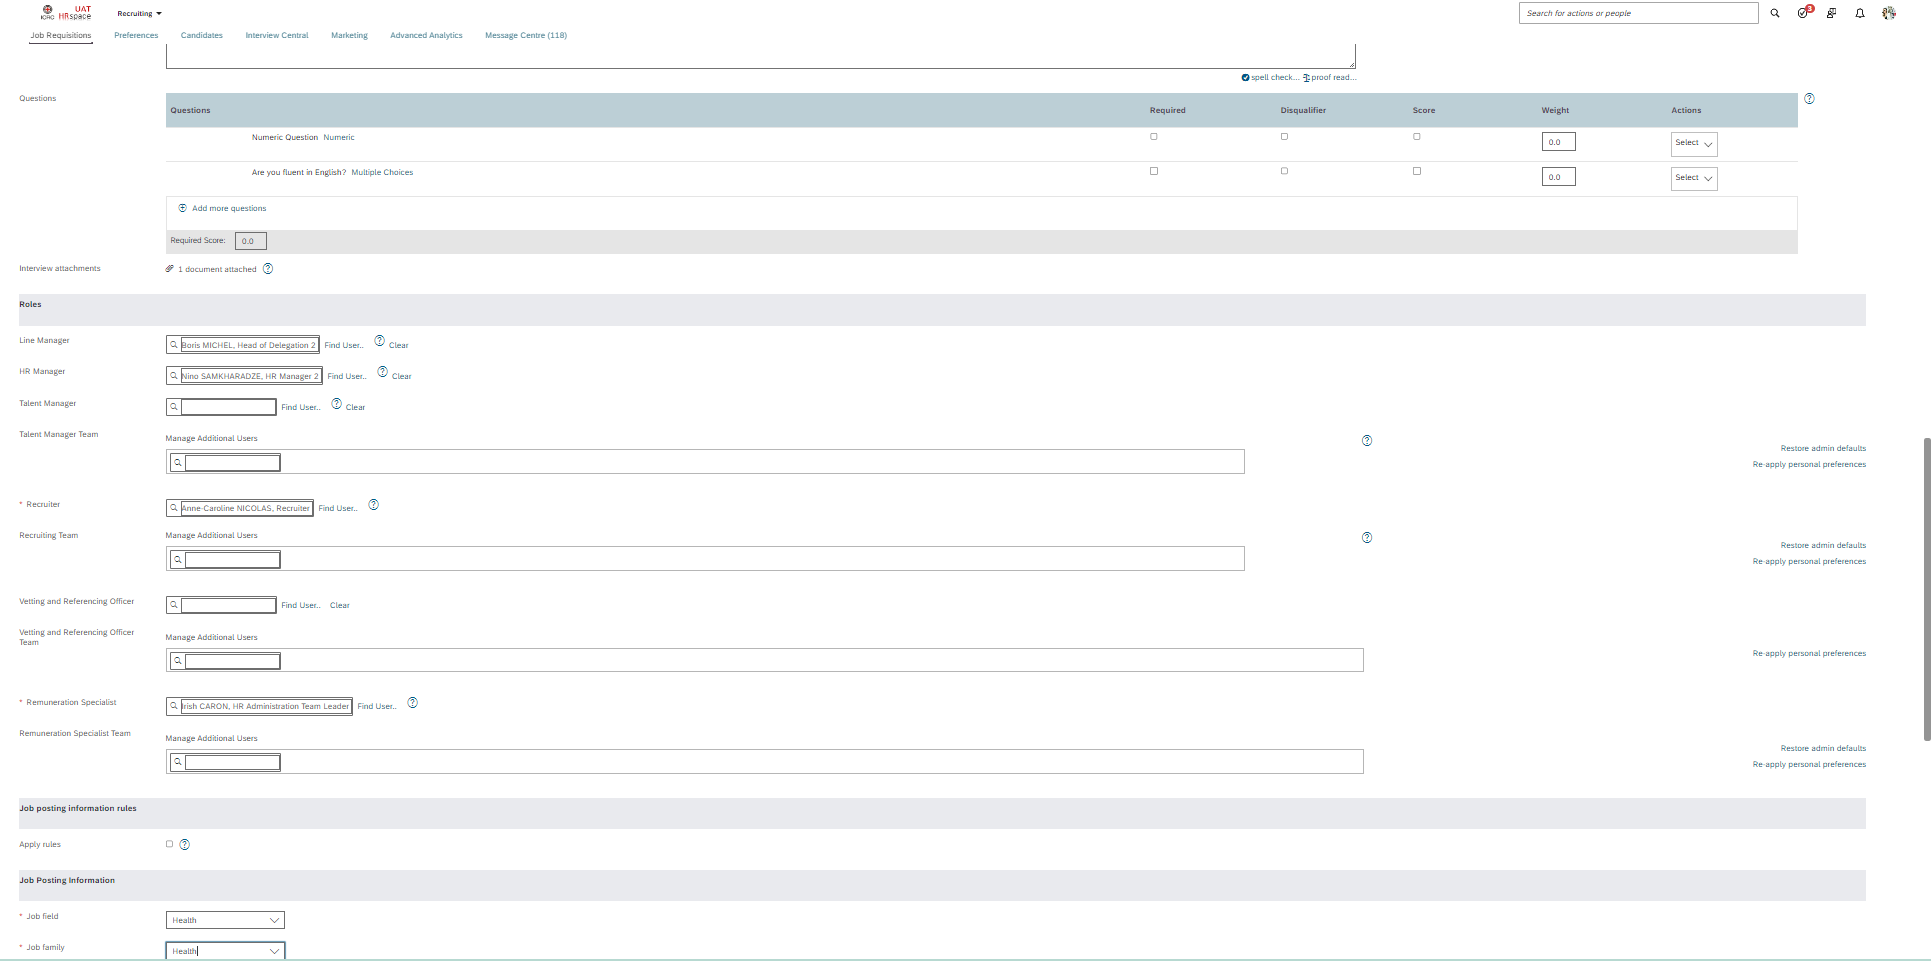 ICRC UAT HRspace
Recruiting
Search for actions or people
3
Job Requisitions Preferences Candidates Interview Central Marketing Advanced Analytics Message Centre (118)
spell check... proof read...
Questions
Questions Required Disqualifier Score Weight Actions
Numeric Question Numeric 0.0 Select
Are you fluent in English? Multiple Choices 0.0 Select
Add more questions
Required Score: 0.0
Interview attachments 1 document attached
Roles
Line Manager Boris MICHEL, Head of Delegation 2 Find User.. Clear
HR Manager Nino SAMKHARADZE, HR Manager 2 Find User.. Clear
Talent Manager Find User.. Clear
Talent Manager Team Manage Additional Users
Restore admin defaults
Re-apply personal preferences
* Recruiter Anne-Caroline NICOLAS, Recruiter Find User..
Recruiting Team Manage Additional Users
Restore admin defaults
Re-apply personal preferences
Vetting and Referencing Officer Find User.. Clear
Vetting and Referencing Officer Team Manage Additional Users
Re-apply personal preferences
* Remuneration Specialist Irish CARON, HR Administration Team Leader Find User..
Remuneration Specialist Team Manage Additional Users
Restore admin defaults
Re-apply personal preferences
Job posting information rules
Apply rules
Job Posting Information
* Job field Health
* Job family Health